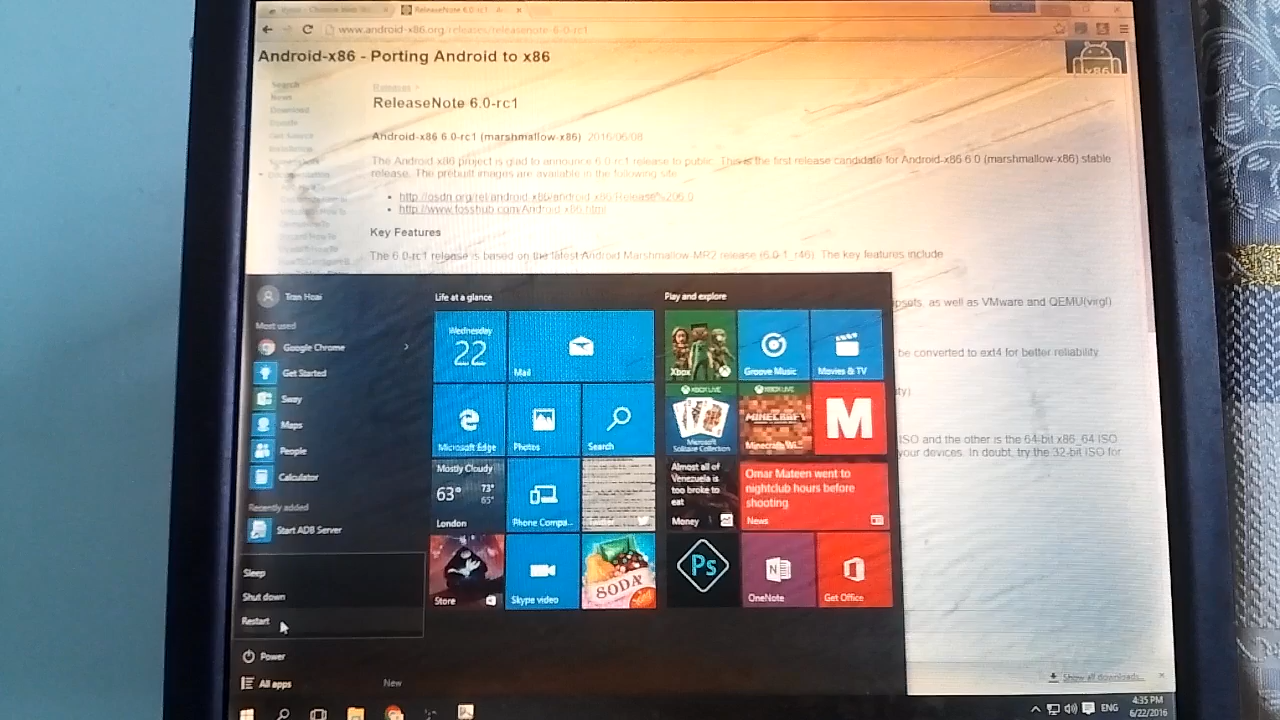 ReleaseNote 6.0-rc1
www.android-x86.org/releases/releasenote-6-0-rc1
Android-x86 - Porting Android to x86
x86
Search
News
Download
Get Source
Releases
ReleaseNote 6.0-rc1
Android-x86 6.0-rc1 (marshmallow-x86) 2016/06/08
The Android-x86 project is glad to announce 6.0-rc1 release to public. This is the first release candidate for Android-x86 6.0 (marshmallow-x86) stable
release. The prebuilt images are available in the following site
http://www.fosshub.com/Android-x86.html
Key Features
The 6.0-rc1 release is based on the latest Android Marshmallow-MR2 release (6.0.1_r46). The key features include
ipsets, as well as VMware and QEMU(virgl)
be converted to ext4 for better reliability
ISO and the other is the 64-bit x86_64 ISO
your devices. In doubt, try the 32-bit ISO for
Tran Hoai
Most used
Google Chrome
Get Started
Sway
Maps
People
Calculator
Recently added
Start ADB Server
Sleep
Shut down
Restart
Power
All apps
New
Life at a glance
Wednesday
22
Mail
Microsoft Edge
Photos
Search
Mostly Cloudy
63°
73°
65°
London
Phone Compa...
Store
Skype video
SODA
Play and explore
Xbox
Groove Music
Movies & TV
XBOX LIVE
Microsoft
Solitaire Collection
XBOX LIVE
MINECRAFT
Minecraft: Wi...
M
Almost all of
Venezuela is
too broke to
eat
Money
Omar Mateen went to
nightclub hours before
shooting
News
Ps
OneNote
Get Office
Show all downloads...
ENG
4:35 PM
6/22/2016